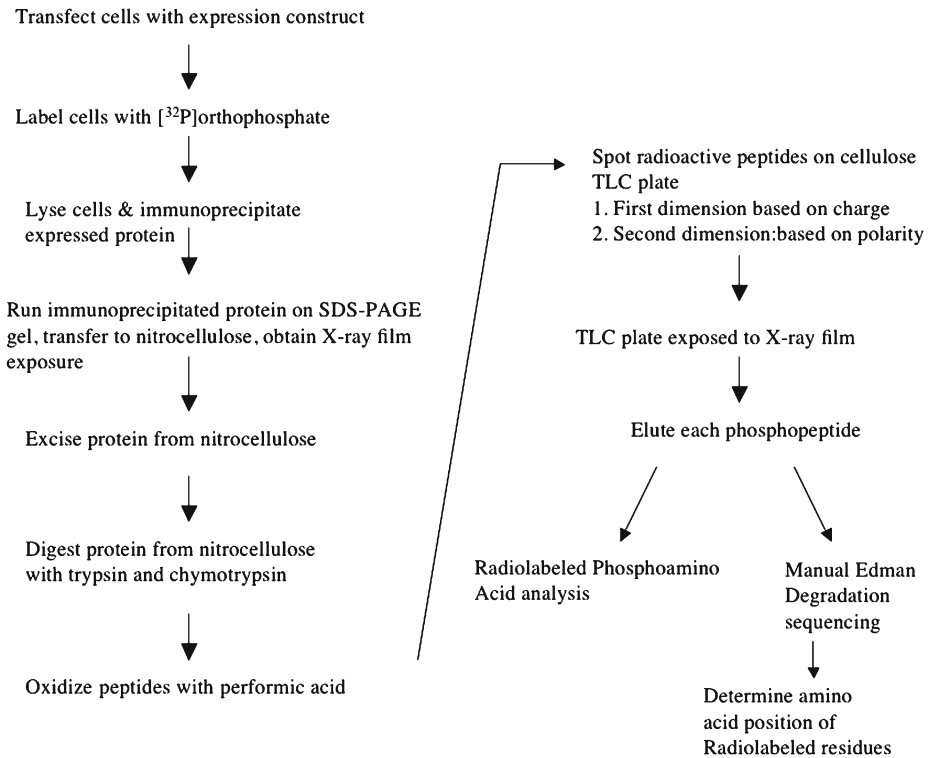 Transfect cells with expression construct
Label cells with [³²P]orthophosphate
Lyse cells & immunoprecipitate
expressed protein
Run immunoprecipitated protein on SDS-PAGE
gel, transfer to nitrocellulose, obtain X-ray film
exposure
Excise protein from nitrocellulose
Digest protein from nitrocellulose
with trypsin and chymotrypsin
Oxidize peptides with performic acid
Spot radioactive peptides on cellulose
TLC plate
1. First dimension based on charge
2. Second dimension:based on polarity
TLC plate exposed to X-ray film
Elute each phosphopeptide
Radiolabeled Phosphoamino
Acid analysis
Manual Edman
Degradation
sequencing
Determine amino
acid position of
Radiolabeled residues